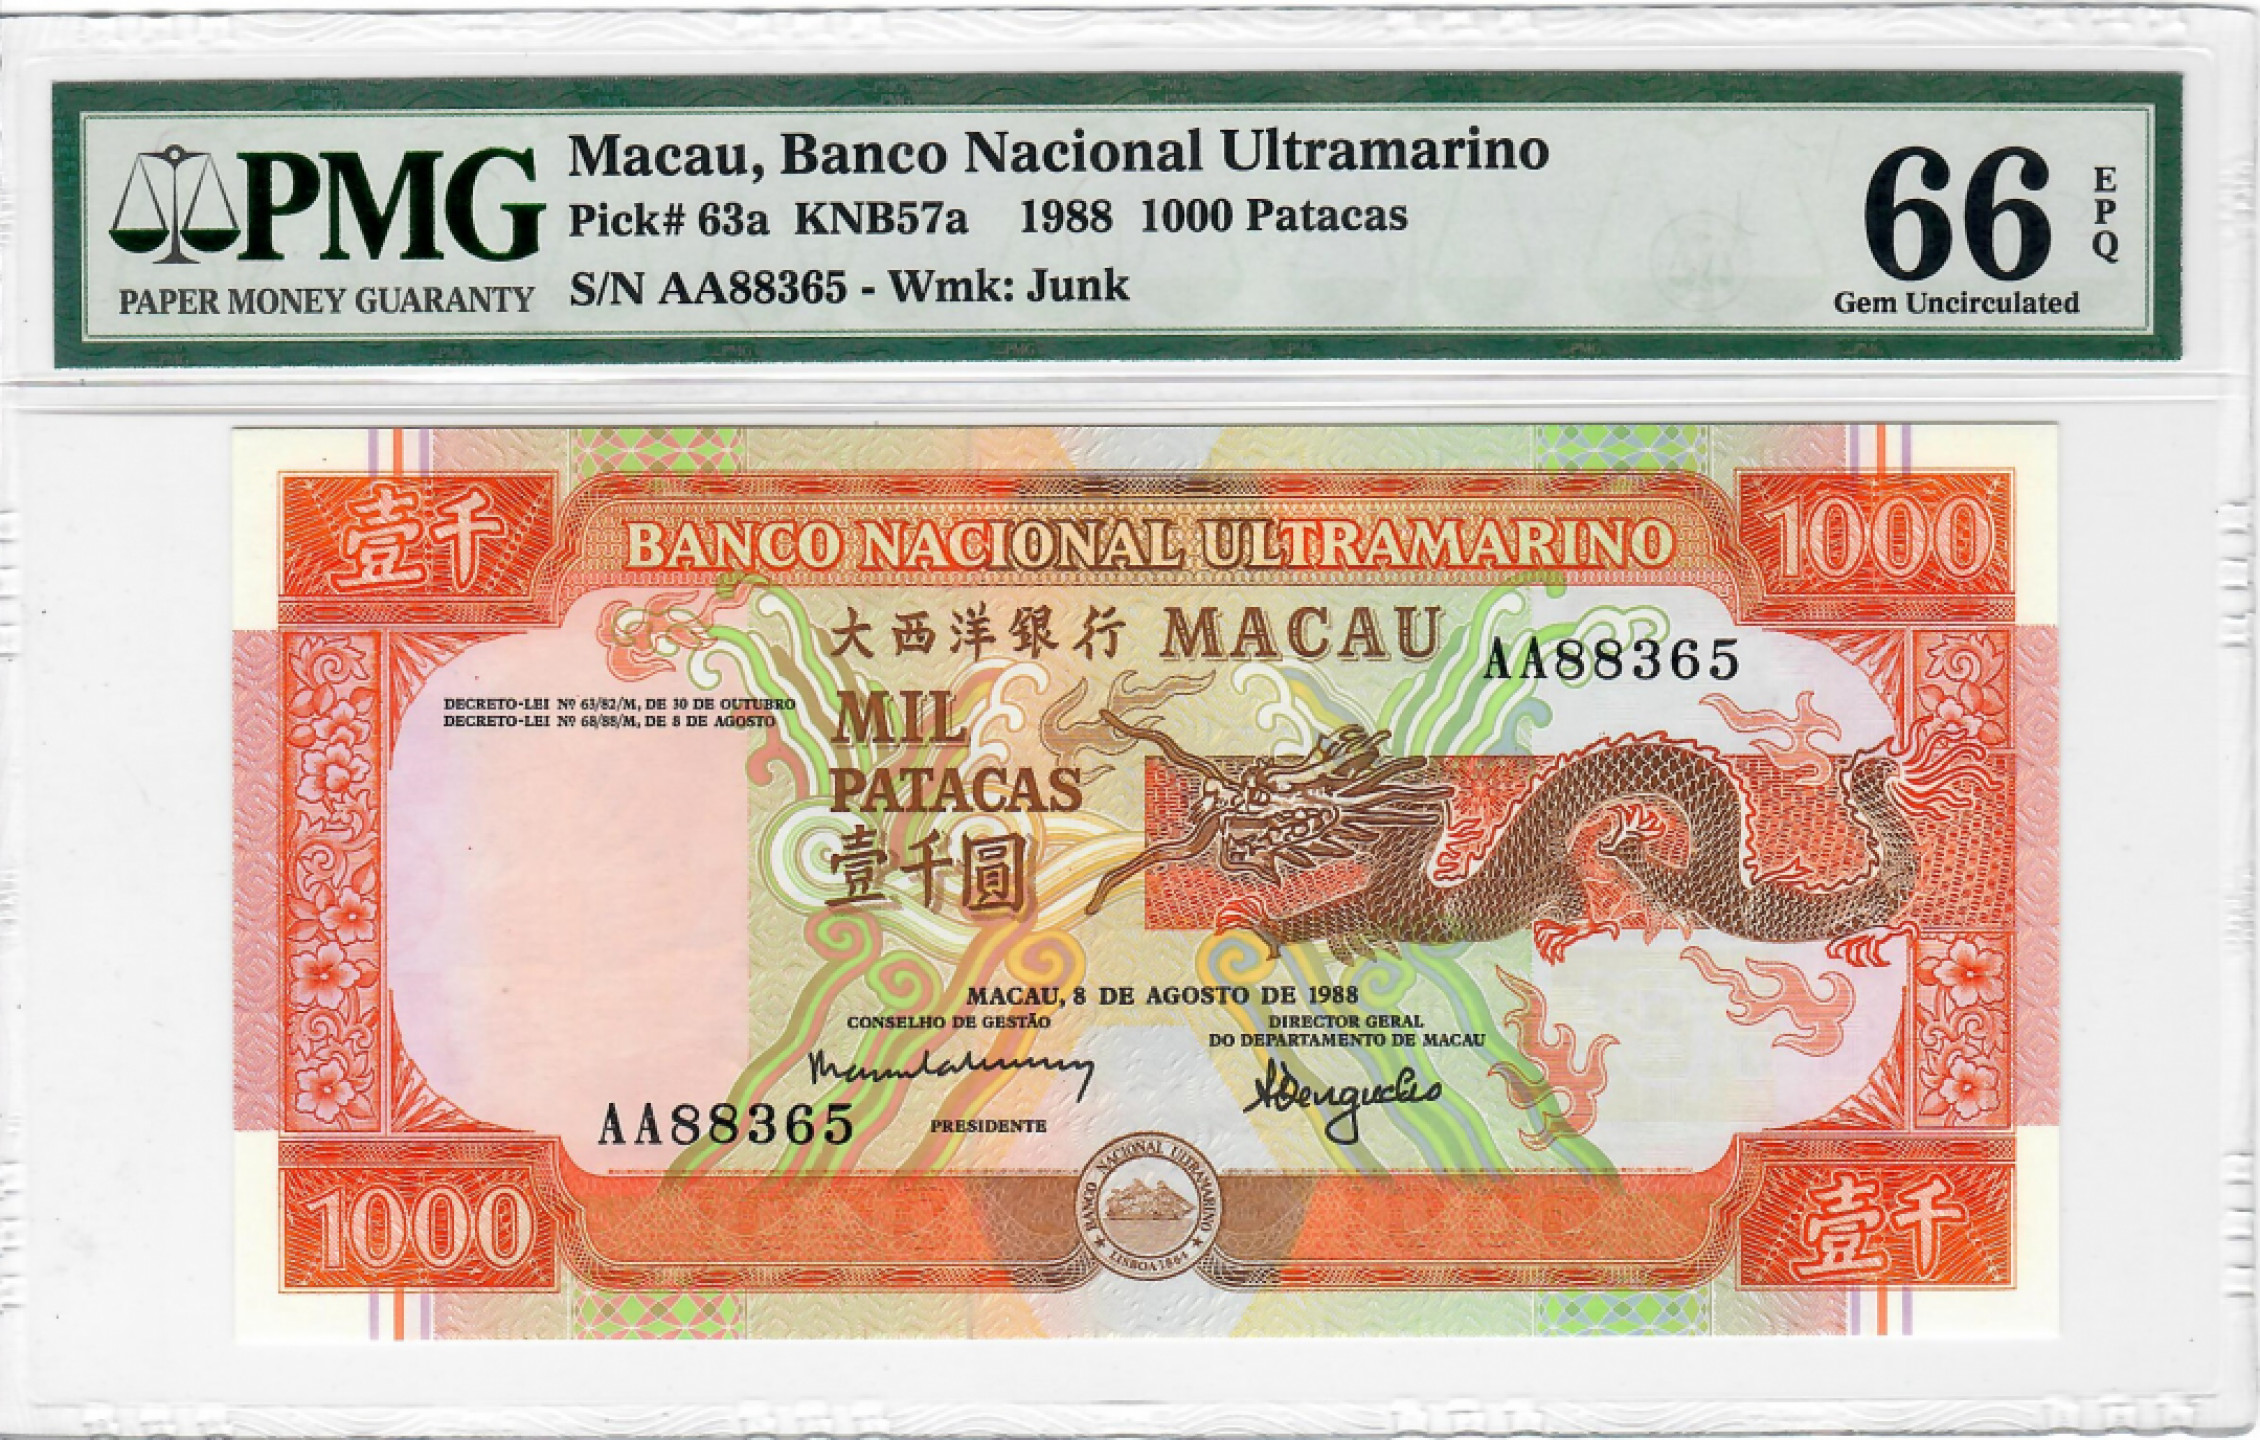 PMG
PAPER MONEY GUARANTY
Macau, Banco Nacional Ultramarino
Pick# 63a KNB57a 1988 1000 Patacas
S/N AA88365 - Wmk: Junk
66
EPQ
Gem Uncirculated
壹千
BANCO NACIONAL ULTRAMARINO
1000
大西洋銀行 MACAU
AA88365
DECRETO-LEI Nº 63/82/M, DE 30 DE OUTUBRO
DECRETO-LEI Nº 68/88/M, DE 8 DE AGOSTO
MIL
PATACAS
壹千圓
MACAU, 8 DE AGOSTO DE 1988
CONSELHO DE GESTÃO
DIRECTOR GERAL
DO DEPARTAMENTO DE MACAU
AA88365
PRESIDENTE
1000
BANCO NACIONAL ULTRAMARINO
LISBOA 1864
壹千